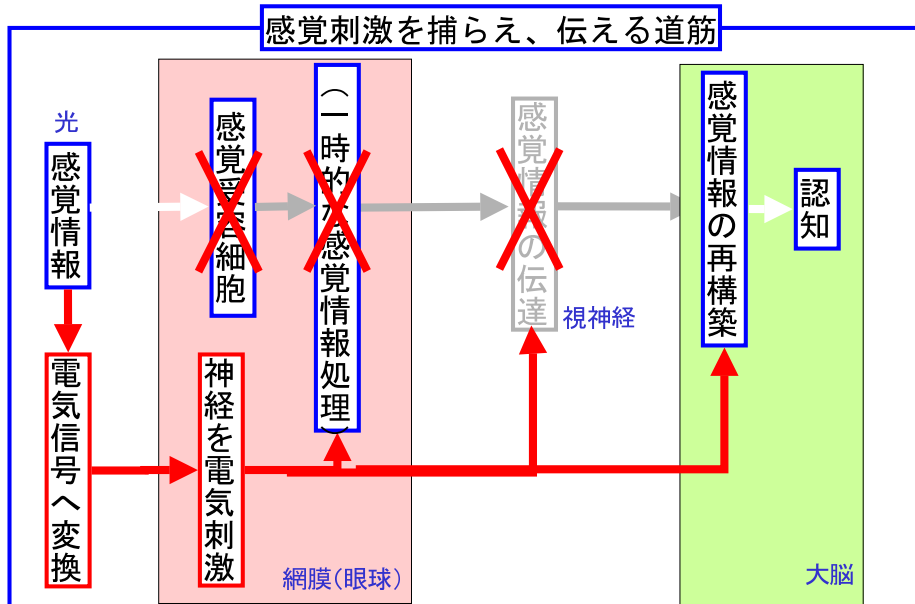 感覚刺激を捕らえ、伝える道筋
光
感覚情報
感覚受容細胞
（一時的な感覚情報処理）
感覚情報の伝達
視神経
感覚情報の再構築
認知
電気信号へ変換
神経を電気刺激
網膜（眼球）
大脳